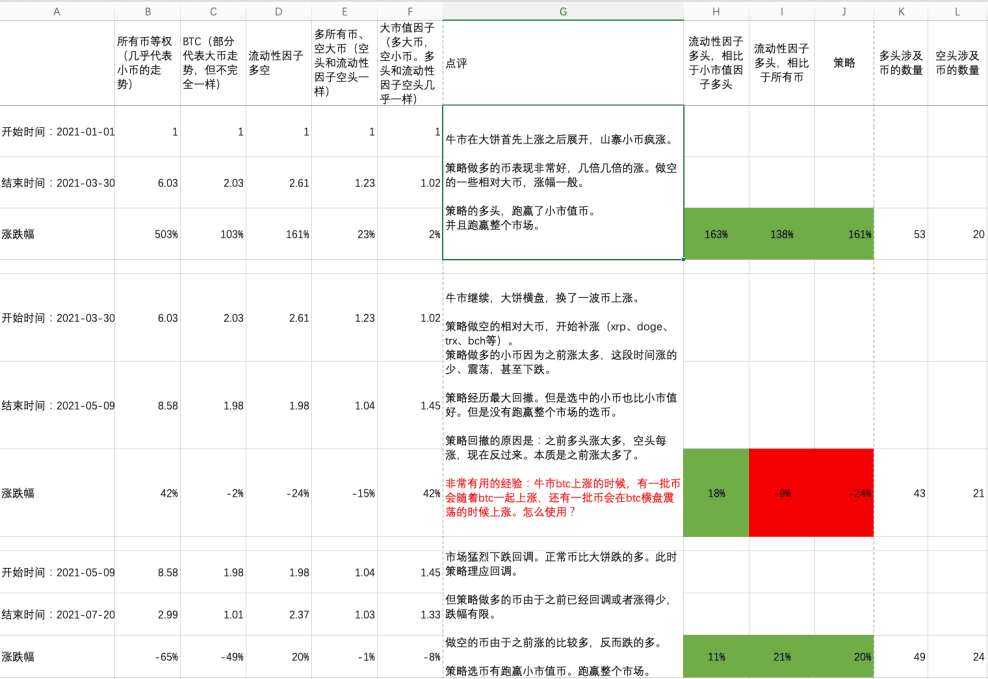 A B C D E F G H I J K L
所有币等权（几乎代表小币的走势）
BTC（部分代表大币走势，但不完全一样）
流动性因子多空
多所有币、空大币（空头和流动性因子空头一样）
大市值因子（多大币，空小币。多头和流动性因子空头几乎一样）
点评
流动性因子多头，相比于小市值因子多头
流动性因子多头，相比于所有币
策略
多头涉及币的数量
空头涉及币的数量
开始时间：2021-01-01 1 1 1 1 1
结束时间：2021-03-30 6.03 2.03 2.61 1.23 1.02
涨跌幅 503% 103% 161% 23% 2%
牛市在大饼首先上涨之后展开，山寨小币疯涨。
策略做多的币表现非常好，几倍几倍的涨。做空
的一些相对大币，涨幅一般。
策略的多头，跑赢了小市值币。
并且跑赢整个市场。
163% 138% 161% 53 20
开始时间：2021-03-30 6.03 2.03 2.61 1.23 1.02
结束时间：2021-05-09 8.58 1.98 1.98 1.04 1.45
涨跌幅 42% -2% -24% -15% 42%
牛市继续，大饼横盘，换了一波币上涨。
策略做空的相对大币，开始补涨（xrp、doge、
trx、bch等）。
策略做多的小币因为之前涨太多，这段时间涨的
少、震荡，甚至下跌。
策略经历最大回撤。但是选中的小币也比小市值
好。但是没有跑赢整个市场的选币。
策略回撤的原因是：之前多头涨太多，空头每
涨，现在反过来。本质是之前涨太多了。
非常有用的经验：牛市btc上涨的时候，有一批币
会随着btc一起上涨，还有一批币会在btc横盘震
荡的时候上涨。怎么使用？
18% -9% -24% 43 21
开始时间：2021-05-09 8.58 1.98 1.98 1.04 1.45
结束时间：2021-07-20 2.99 1.01 2.37 1.03 1.33
涨跌幅 -65% -49% 20% -1% -8%
市场猛烈下跌回调。正常币比大饼跌的多。此时
策略理应回调。
但策略做多的币由于之前已经回调或者涨得少，
跌幅有限。
做空的币由于之前涨的比较多，反而跌的多。
策略选币有跑赢小市值币。跑赢整个市场。
11% 21% 20% 49 24